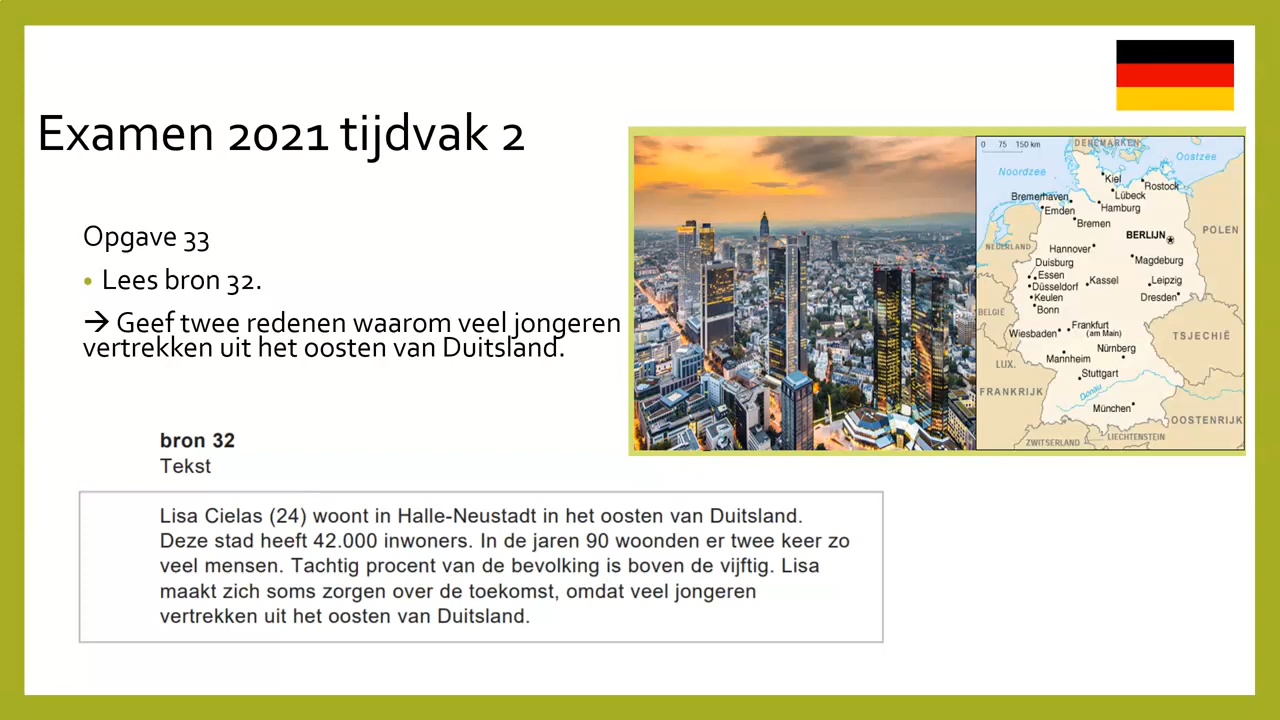 Examen 2021 tijdvak 2
Opgave 33
• Lees bron 32.
→ Geef twee redenen waarom veel jongeren
vertrekken uit het oosten van Duitsland.
0 75 150 km
DENEMARKEN
Oostzee
Noordzee
Kiel
Rostock
Bremerhaven
Lübeck
Emden
Hamburg
Bremen
POLEN
BERLIJN
NEDERLAND
Hannover
Magdeburg
Duisburg
Essen
Kassel
Leipzig
Düsseldorf
Dresden
Keulen
Bonn
BELGIË
Frankfurt
(am Main)
Wiesbaden
TSJECHIË
Nürnberg
Mannheim
LUX.
Stuttgart
FRANKRIJK
Donau
München
OOSTENRIJK
LIECHTENSTEIN
ZWITSERLAND
bron 32
Tekst
Lisa Cielas (24) woont in Halle-Neustadt in het oosten van Duitsland.
Deze stad heeft 42.000 inwoners. In de jaren 90 woonden er twee keer zo
veel mensen. Tachtig procent van de bevolking is boven de vijftig. Lisa
maakt zich soms zorgen over de toekomst, omdat veel jongeren
vertrekken uit het oosten van Duitsland.